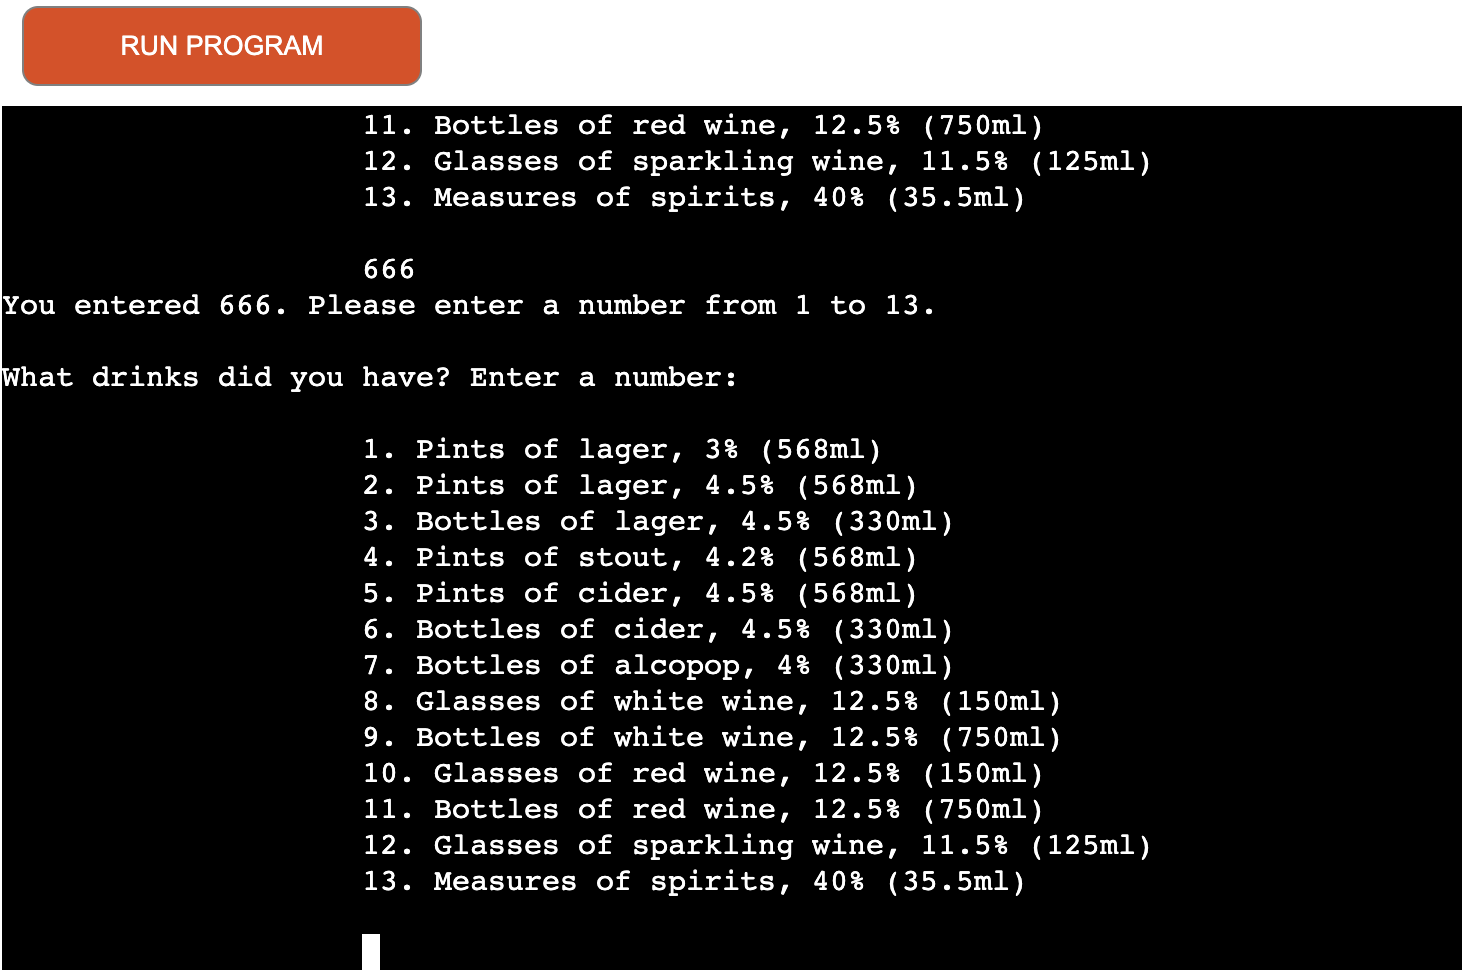 RUN PROGRAM
11. Bottles of red wine, 12.5% (750ml)
12. Glasses of sparkling wine, 11.5% (125ml)
13. Measures of spirits, 40% (35.5ml)
666
You entered 666. Please enter a number from 1 to 13.
What drinks did you have? Enter a number:
1. Pints of lager, 3% (568ml)
2. Pints of lager, 4.5% (568ml)
3. Bottles of lager, 4.5% (330ml)
4. Pints of stout, 4.2% (568ml)
5. Pints of cider, 4.5% (568ml)
6. Bottles of cider, 4.5% (330ml)
7. Bottles of alcopop, 4% (330ml)
8. Glasses of white wine, 12.5% (150ml)
9. Bottles of white wine, 12.5% (750ml)
10. Glasses of red wine, 12.5% (150ml)
11. Bottles of red wine, 12.5% (750ml)
12. Glasses of sparkling wine, 11.5% (125ml)
13. Measures of spirits, 40% (35.5ml)